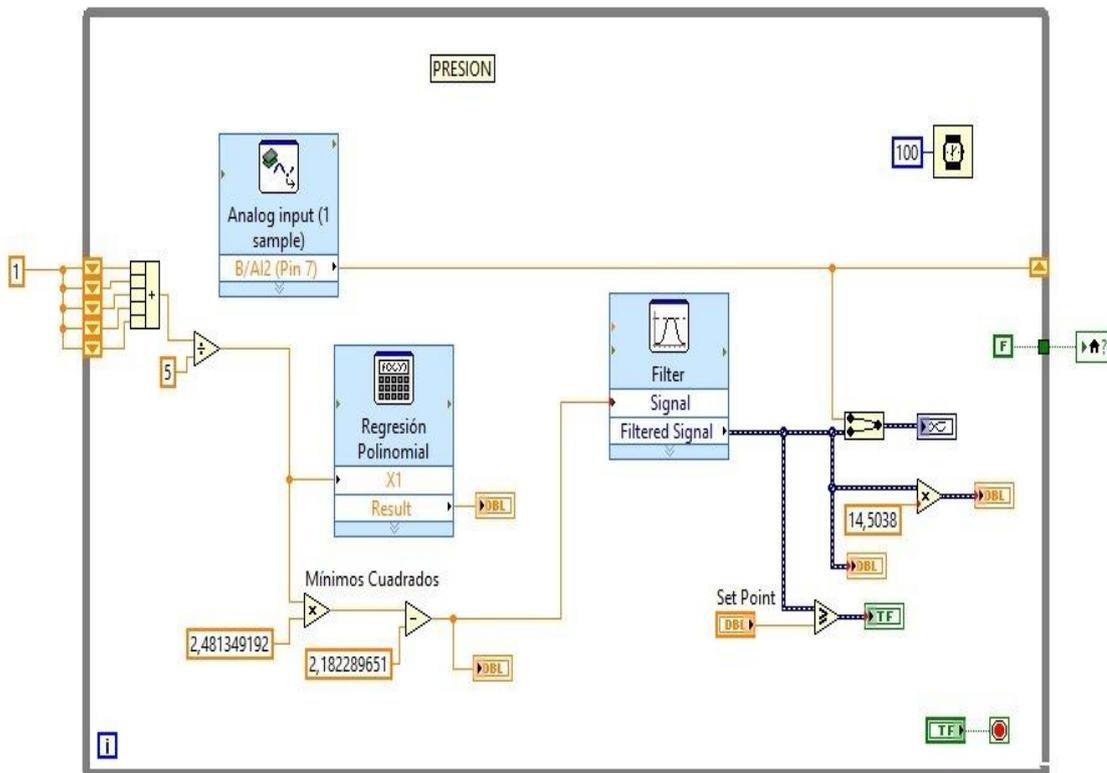 PRESION
100
Analog input (1
sample)
B/AI2 (Pin 7)
1
+
÷
5
F
?
Filter
Signal
Filtered Signal
f(x,y)
Regresión
Polinomial
X1
Result
DBL
x
DBL
14,5038
DBL
Mínimos Cuadrados
x
-
2,481349192
2,182289651
DBL
Set Point
DBL
≥
TF
i
TF